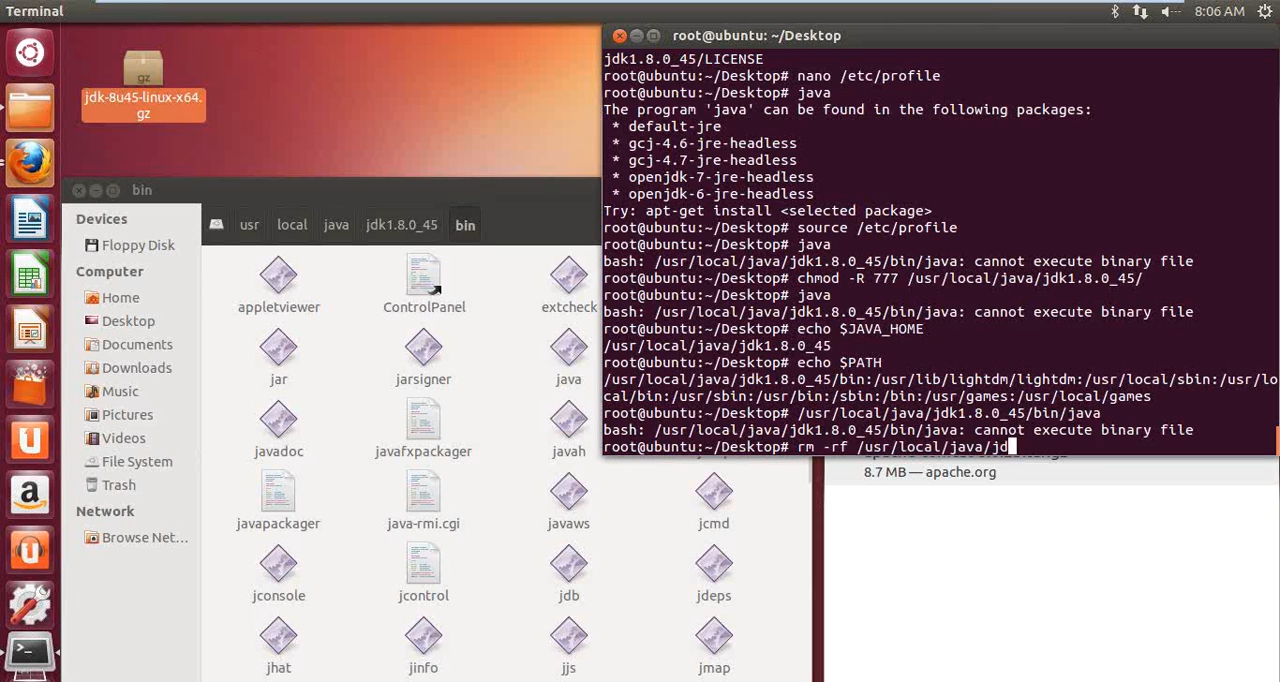 Terminal
8:06 AM
gz
jdk-8u45-linux-x64.
gz
bin
Devices
Floppy Disk
Computer
Home
Desktop
Documents
Downloads
Music
Pictures
Videos
File System
Trash
Network
Browse Net...
usr
local
java
jdk1.8.0_45
bin
appletviewer
ControlPanel
extcheck
jar
jarsigner
java
javadoc
javafxpackager
javah
javapackager
java-rmi.cgi
javaws
jcmd
jconsole
jcontrol
jdb
jdeps
jhat
jinfo
jjs
jmap
root@ubuntu: ~/Desktop
jdk1.8.0_45/LICENSE
root@ubuntu:~/Desktop# nano /etc/profile
root@ubuntu:~/Desktop# java
The program 'java' can be found in the following packages:
* default-jre
* gcj-4.6-jre-headless
* gcj-4.7-jre-headless
* openjdk-7-jre-headless
* openjdk-6-jre-headless
Try: apt-get install <selected package>
root@ubuntu:~/Desktop# source /etc/profile
root@ubuntu:~/Desktop# java
bash: /usr/local/java/jdk1.8.0_45/bin/java: cannot execute binary file
root@ubuntu:~/Desktop# chmod -R 777 /usr/local/java/jdk1.8.0_45/
root@ubuntu:~/Desktop# java
bash: /usr/local/java/jdk1.8.0_45/bin/java: cannot execute binary file
root@ubuntu:~/Desktop# echo $JAVA_HOME
/usr/local/java/jdk1.8.0_45
root@ubuntu:~/Desktop# echo $PATH
/usr/local/java/jdk1.8.0_45/bin:/usr/lib/lightdm/lightdm:/usr/local/sbin:/usr/lo
cal/bin:/usr/sbin:/usr/bin:/sbin:/bin:/usr/games:/usr/local/games
root@ubuntu:~/Desktop# /usr/local/java/jdk1.8.0_45/bin/java
bash: /usr/local/java/jdk1.8.0_45/bin/java: cannot execute binary file
root@ubuntu:~/Desktop# rm -rf /usr/local/java/jd
8.7 MB — apache.org